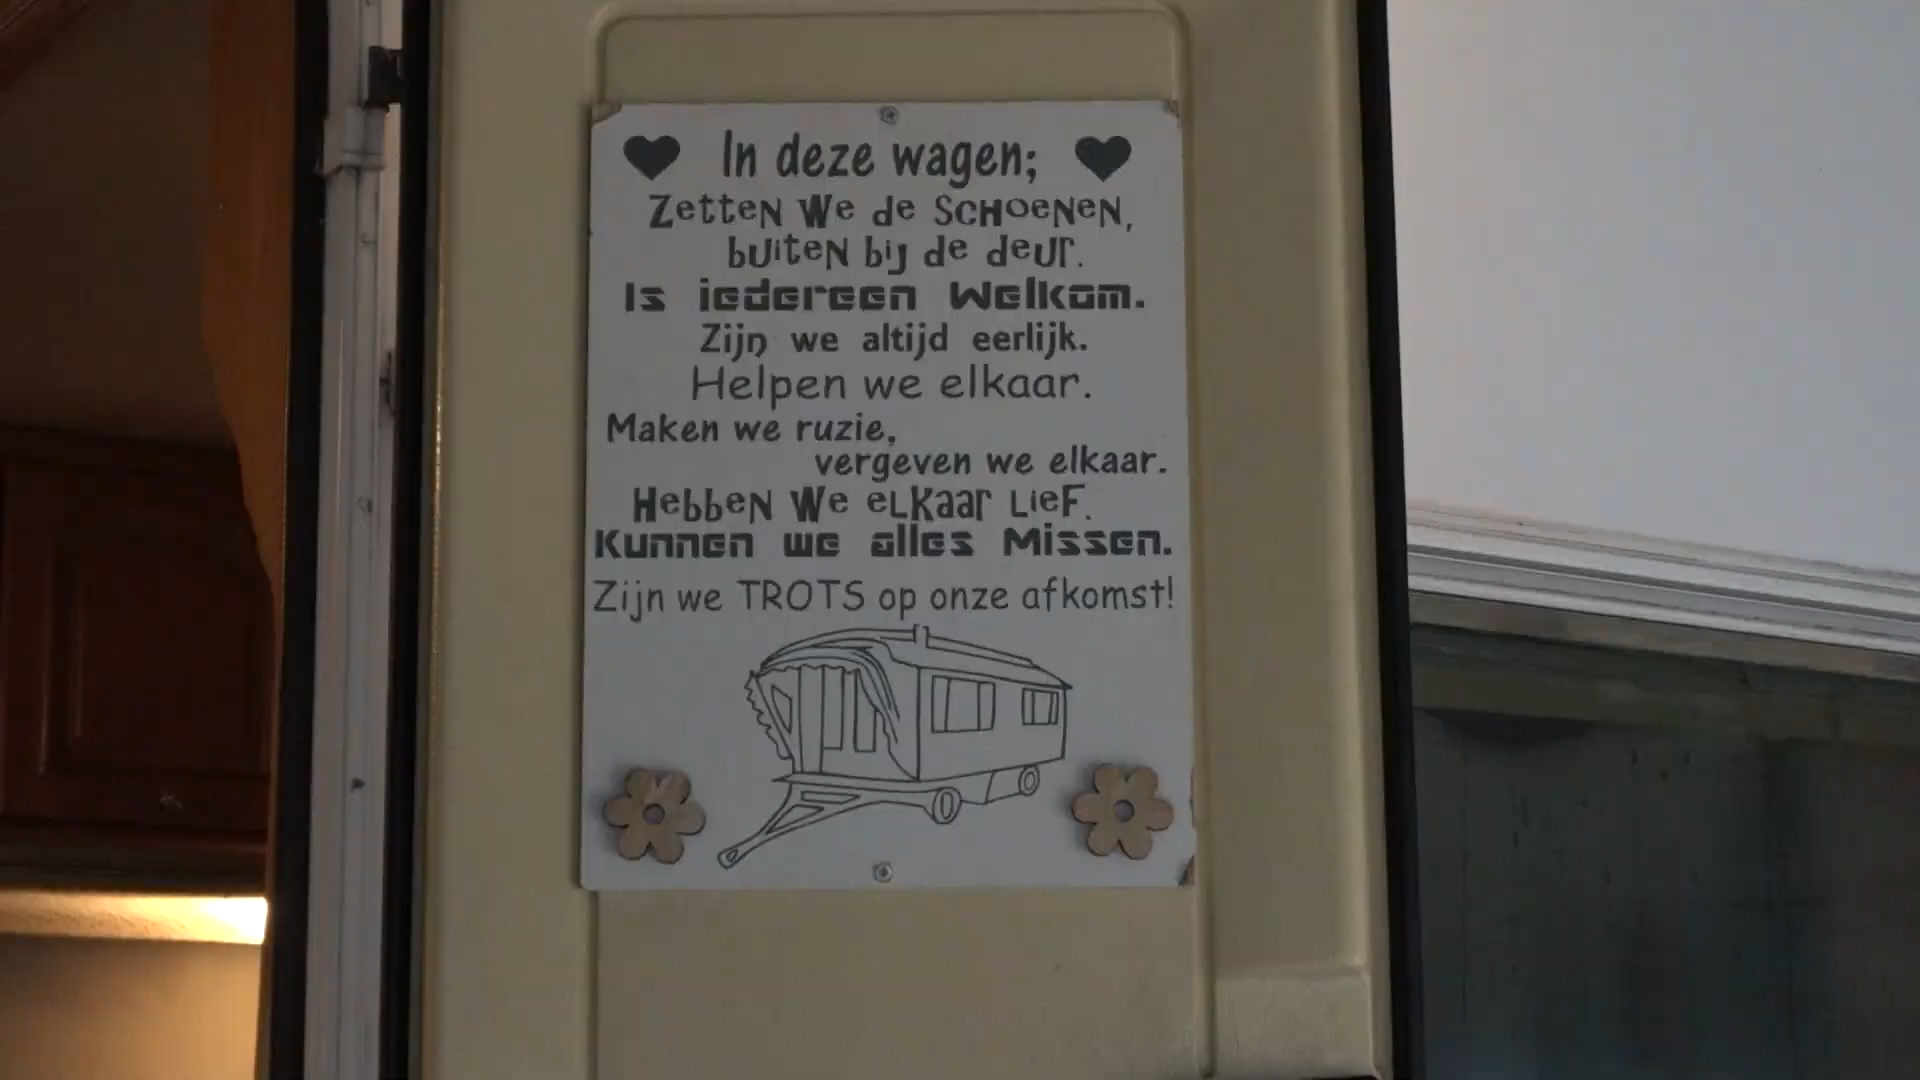 In deze wagen;
Zetten We de SCHOENEN,
buiten bij de deur.
Is iedereen Welkom.
Zijn we altijd eerlijk.
Helpen we elkaar.
Maken we ruzie,
vergeven we elkaar.
Hebben We elkaar Lief.
Kunnen we alles Missen.
Zijn we TROTS op onze afkomst!